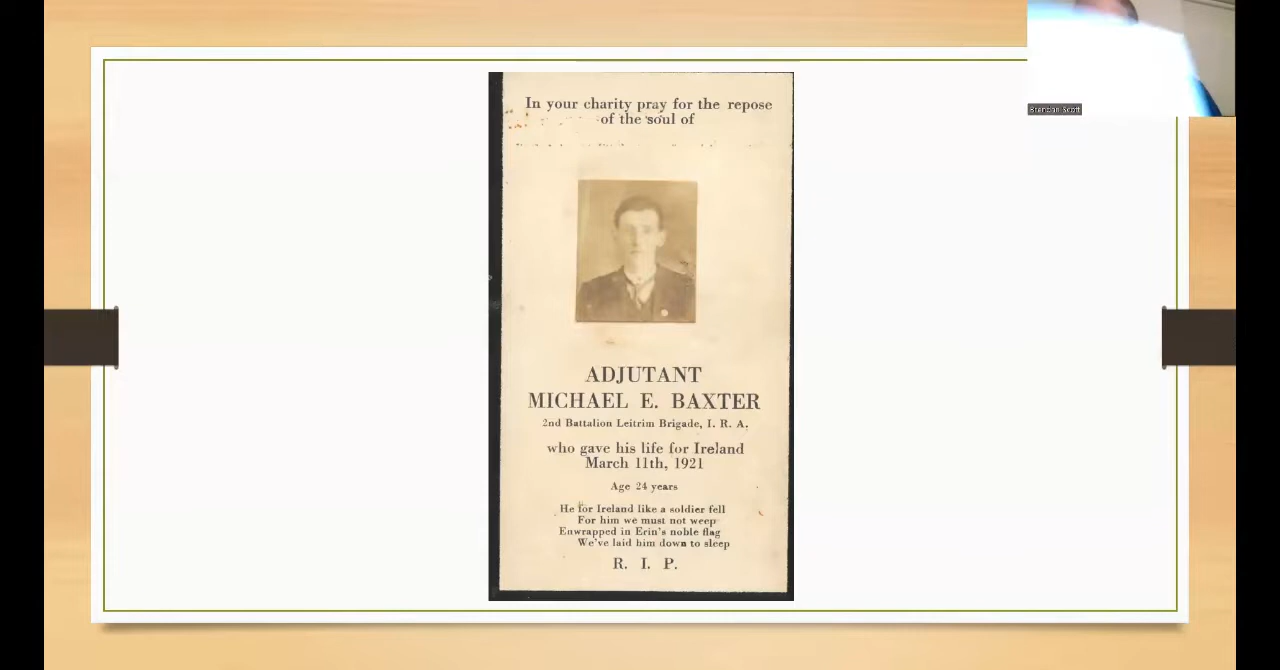 In your charity pray for the repose
of the soul of
ADJUTANT
MICHAEL E. BAXTER
2nd Battalion Leitrim Brigade, I. R. A.
who gave his life for Ireland
March 11th, 1921
Age 24 years
He for Ireland like a soldier fell
For him we must not weep
Enwrapped in Erin's noble flag
We've laid him down to sleep
R. I. P.
Brendan Scott